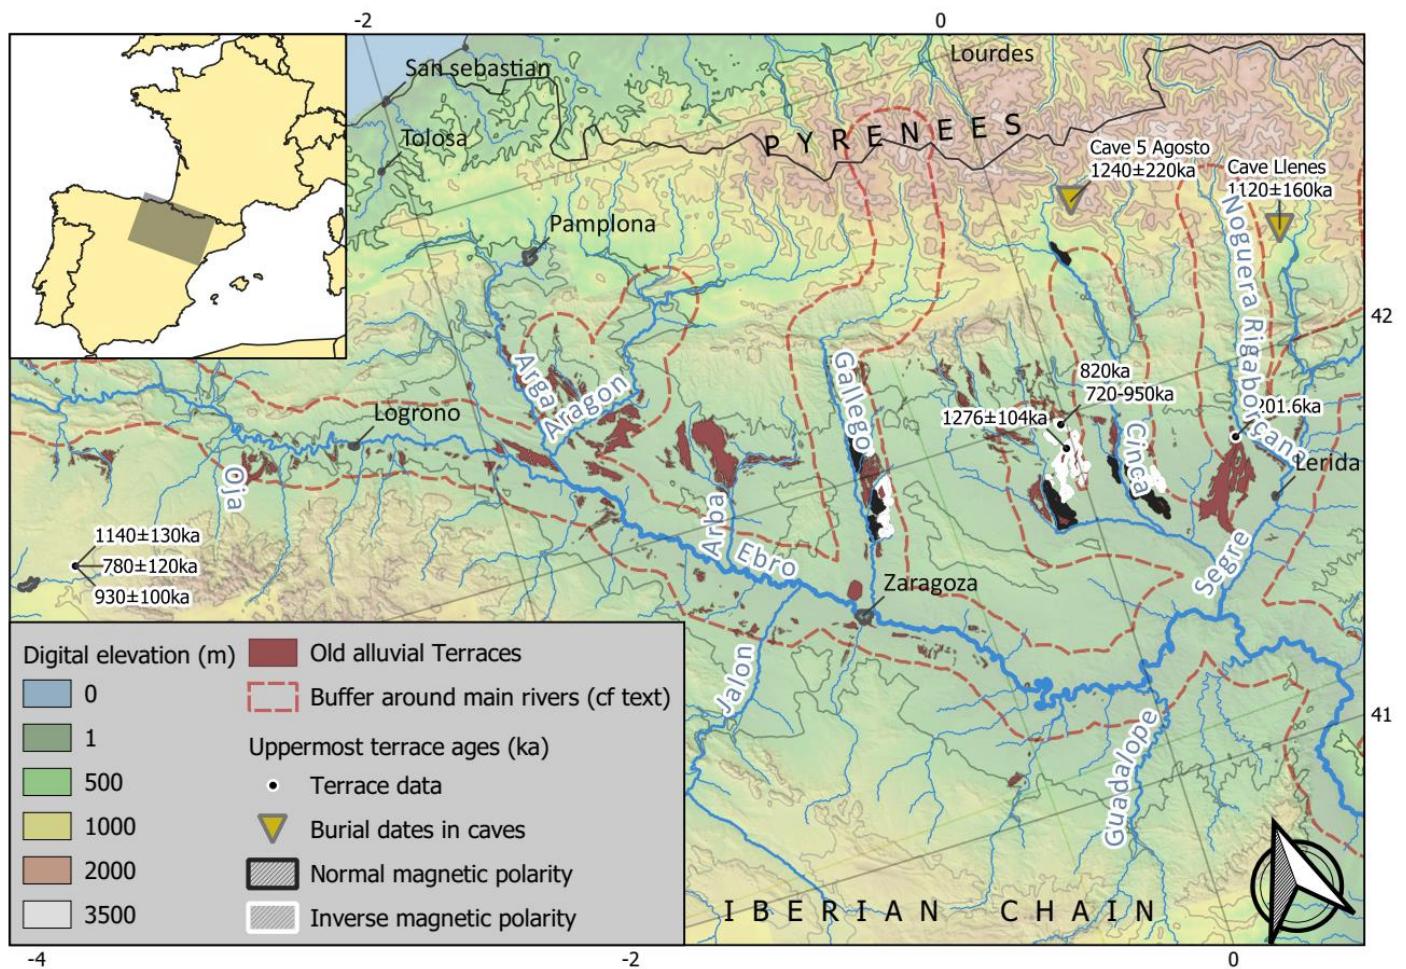 -2
0
Lourdes
San sebastian
Tolosa
PYRENEES
Cave 5 Agosto
1240±220ka
Cave Llenes
1120±160ka
Pamplona
Noguera Rigaborçana
42
Arga
Aragon
Gallego
820ka
720-950ka
1276±104ka
201.6ka
Logrono
Cinca
Lerida
Oja
Arba
Ebro
Segre
1140±130ka
780±120ka
930±100ka
Zaragoza
Jalon
Guadalope
41
Digital elevation (m)
0
1
500
1000
2000
3500
Old alluvial Terraces
Buffer around main rivers (cf text)
Uppermost terrace ages (ka)
Terrace data
Burial dates in caves
Normal magnetic polarity
Inverse magnetic polarity
IBERIAN CHAIN
-4
-2
0